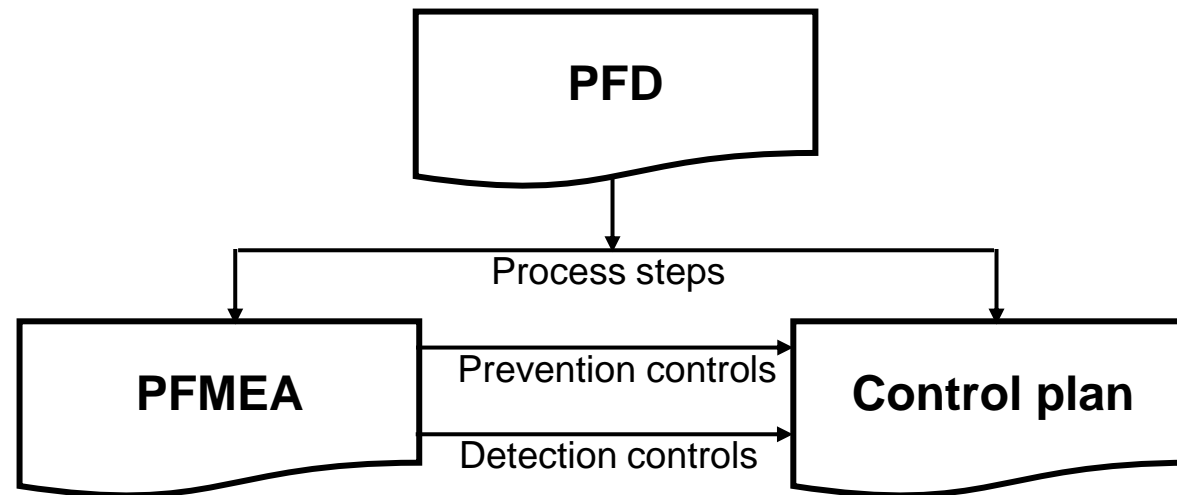 PFD
Process steps
PFMEA
Prevention controls
Detection controls
Control plan